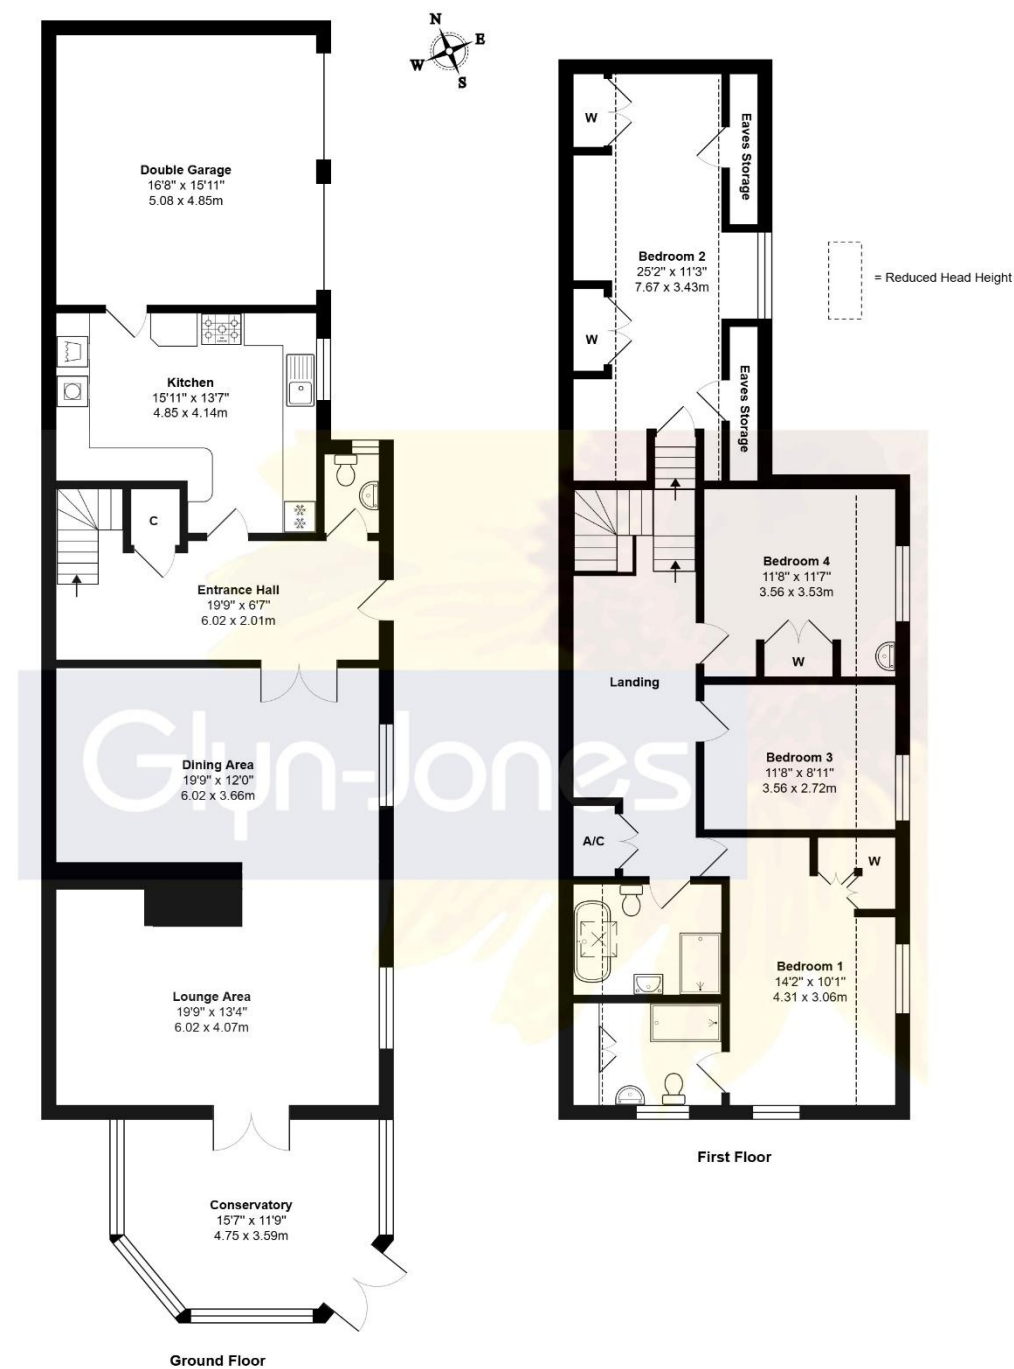 N
E
W
S
Double Garage
16'8" x 15'11"
5.08 x 4.85m
Kitchen
15'11" x 13'7"
4.85 x 4.14m
C
Entrance Hall
19'9" x 6'7"
6.02 x 2.01m
Dining Area
19'9" x 12'0"
6.02 x 3.66m
Lounge Area
19'9" x 13'4"
6.02 x 4.07m
Conservatory
15'7" x 11'9"
4.75 x 3.59m
Ground Floor
W
Eaves Storage
Bedroom 2
25'2" x 11'3"
7.67 x 3.43m
W
Eaves Storage
= Reduced Head Height
Bedroom 4
11'8" x 11'7"
3.56 x 3.53m
W
Landing
Bedroom 3
11'8" x 8'11"
3.56 x 2.72m
A/C
W
Bedroom 1
14'2" x 10'1"
4.31 x 3.06m
First Floor
Glyn-Jones